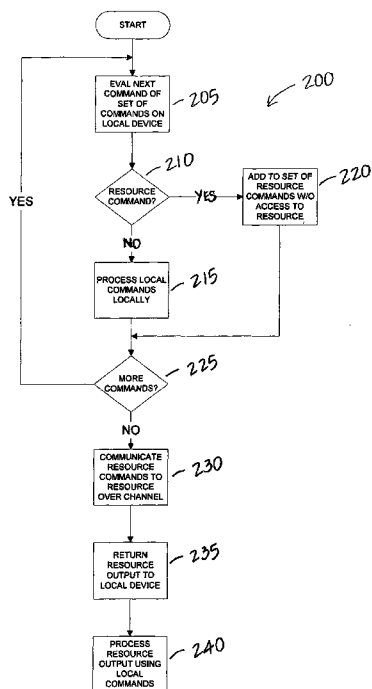 START
EVAL NEXT
COMMAND OF
SET OF
COMMANDS ON
LOCAL DEVICE
205
200
210
RESOURCE
COMMAND?
YES
ADD TO SET OF
RESOURCE
COMMANDS W/O
ACCESS TO
RESOURCE
220
YES
NO
PROCESS LOCAL
COMMANDS
LOCALLY
215
225
MORE
COMMANDS?
NO
COMMUNICATE
RESOURCE
COMMANDS TO
RESOURCE
OVER CHANNEL
230
RETURN
RESOURCE
OUTPUT TO
LOCAL DEVICE
235
PROCESS
RESOURCE
OUTPUT USING
LOCAL
COMMANDS
240